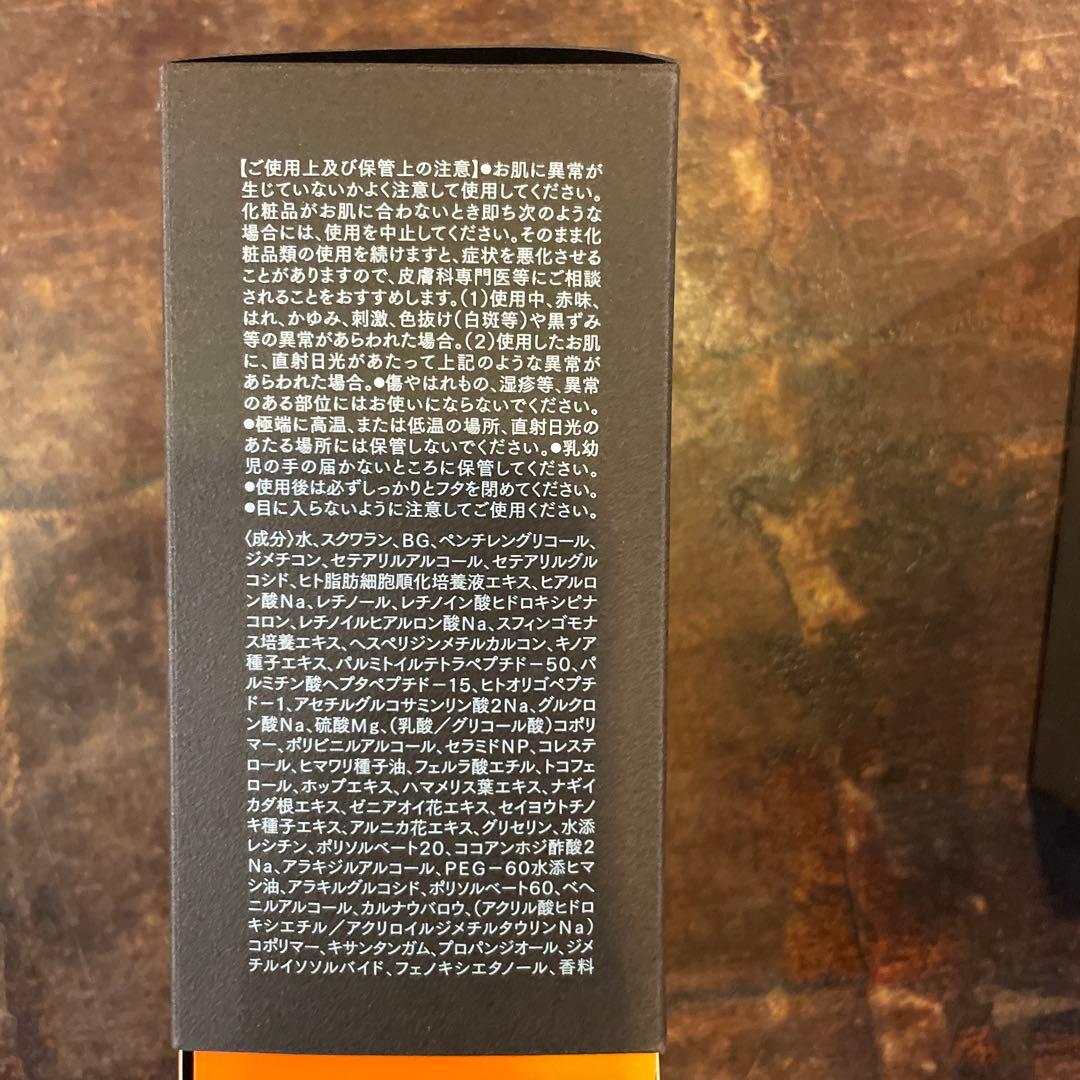 【ご使用上及び保管上の注意】●お肌に異常が
生じていないかよく注意して使用してください。
化粧品がお肌に合わないとき即ち次のような
場合には、使用を中止してください。そのまま化
粧品類の使用を続けますと、症状を悪化させる
ことがありますので、皮膚科専門医等にご相談
されることをおすすめします。(1)使用中、赤味、
はれ、かゆみ、刺激、色抜け(白斑等)や黒ずみ
等の異常があらわれた場合。(2)使用したお肌
に、直射日光があたって上記のような異常が
あらわれた場合。●傷やはれもの、湿疹等、異常
のある部位にはお使いにならないでください。
●極端に高温、または低温の場所、直射日光の
あたる場所には保管しないでください。●乳幼
児の手の届かないところに保管してください。
●使用後は必ずしっかりとフタを閉めてください。
●目に入らないように注意してご使用ください。
〈成分〉水、スクワラン、BG、ペンチレングリコール、
ジメチコン、セテアリルアルコール、セテアリルグル
コシド、ヒト脂肪細胞順化培養液エキス、ヒアルロ
ン酸Na、レチノール、レチノイン酸ヒドロキシピナ
コロン、レチノイルヒアルロン酸Na、スフィンゴモナ
ス培養エキス、ヘスペリジンメチルカルコン、キノア
種子エキス、パルミトイルテトラペプチド-50、パ
ルミチン酸ヘプタペプチド-15、ヒトオリゴペプチ
ド-1、アセチルグルコサミンリン酸2Na、グルクロ
ン酸Na、硫酸Mg、(乳酸/グリコール酸)コポリ
マー、ポリビニルアルコール、セラミドNP、コレステ
ロール、ヒマワリ種子油、フェルラ酸エチル、トコフェ
ロール、ホップエキス、ハマメリス葉エキス、ナギイ
カダ根エキス、ゼニアオイ花エキス、セイヨウトチノ
キ種子エキス、アルニカ花エキス、グリセリン、水添
レシチン、ポリソルベート20、ココアンホジ酢酸2
Na、アラキジルアルコール、PEG-60水添ヒマ
シ油、アラキルグルコシド、ポリソルベート60、ベヘ
ニルアルコール、カルナウバロウ、(アクリル酸ヒドロ
キシエチル/アクリロイルジメチルタウリンNa)
コポリマー、キサンタンガム、プロパンジオール、ジメ
チルイソソルバイド、フェノキシエタノール、香料